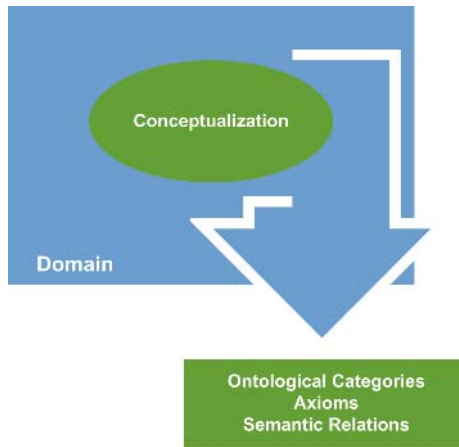 Conceptualization
Domain
Ontological Categories
Axioms
Semantic Relations